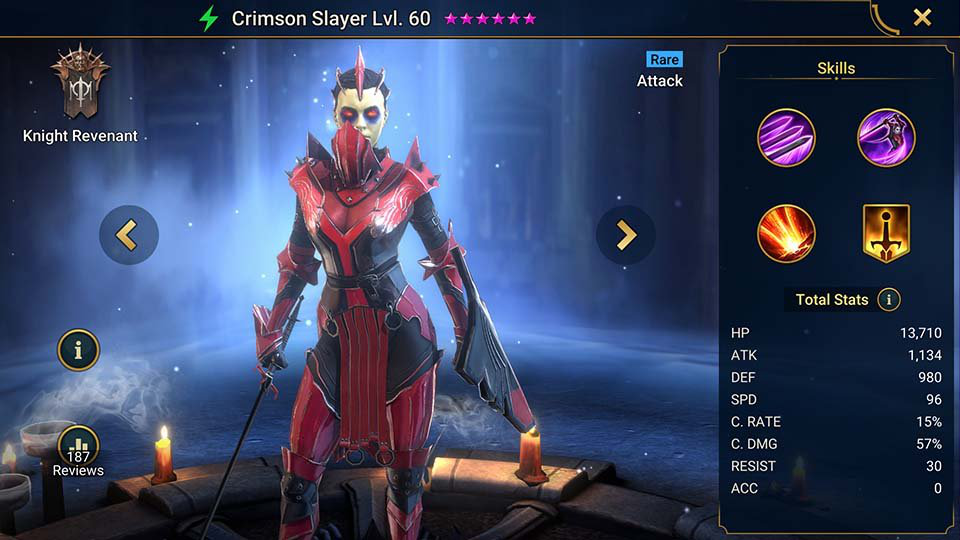 Crimson Slayer Lvl. 60
Knight Revenant
Rare
Attack
187
Reviews
Skills
Total Stats i
HP 13,710
ATK 1,134
DEF 980
SPD 96
C. RATE 15%
C. DMG 57%
RESIST 30
ACC 0